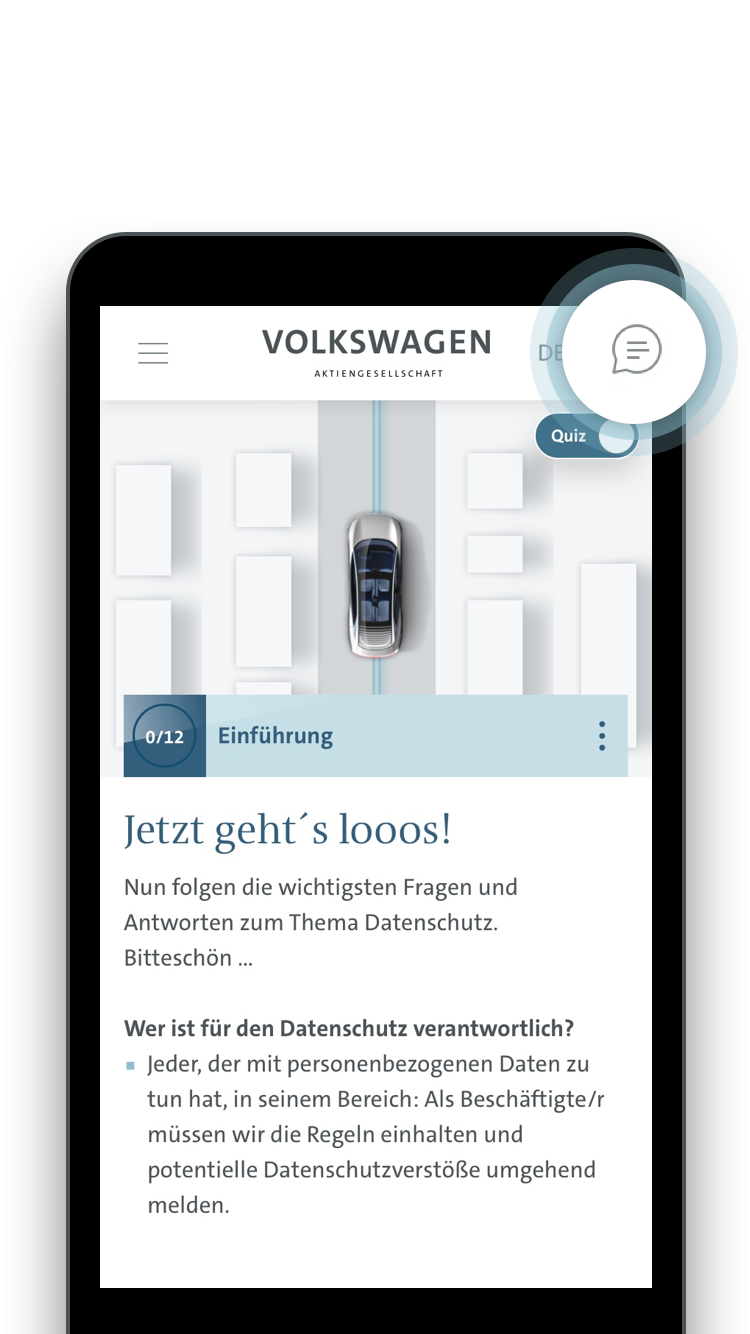 VOLKSWAGEN
AKTIENGESELLSCHAFT
DE
Quiz
0/12
Einführung
Jetzt geht´s looos!
Nun folgen die wichtigsten Fragen und
Antworten zum Thema Datenschutz.
Bitteschön ...
Wer ist für den Datenschutz verantwortlich?
Jeder, der mit personenbezogenen Daten zu
tun hat, in seinem Bereich: Als Beschäftigte/r
müssen wir die Regeln einhalten und
potentielle Datenschutzverstöße umgehend
melden.